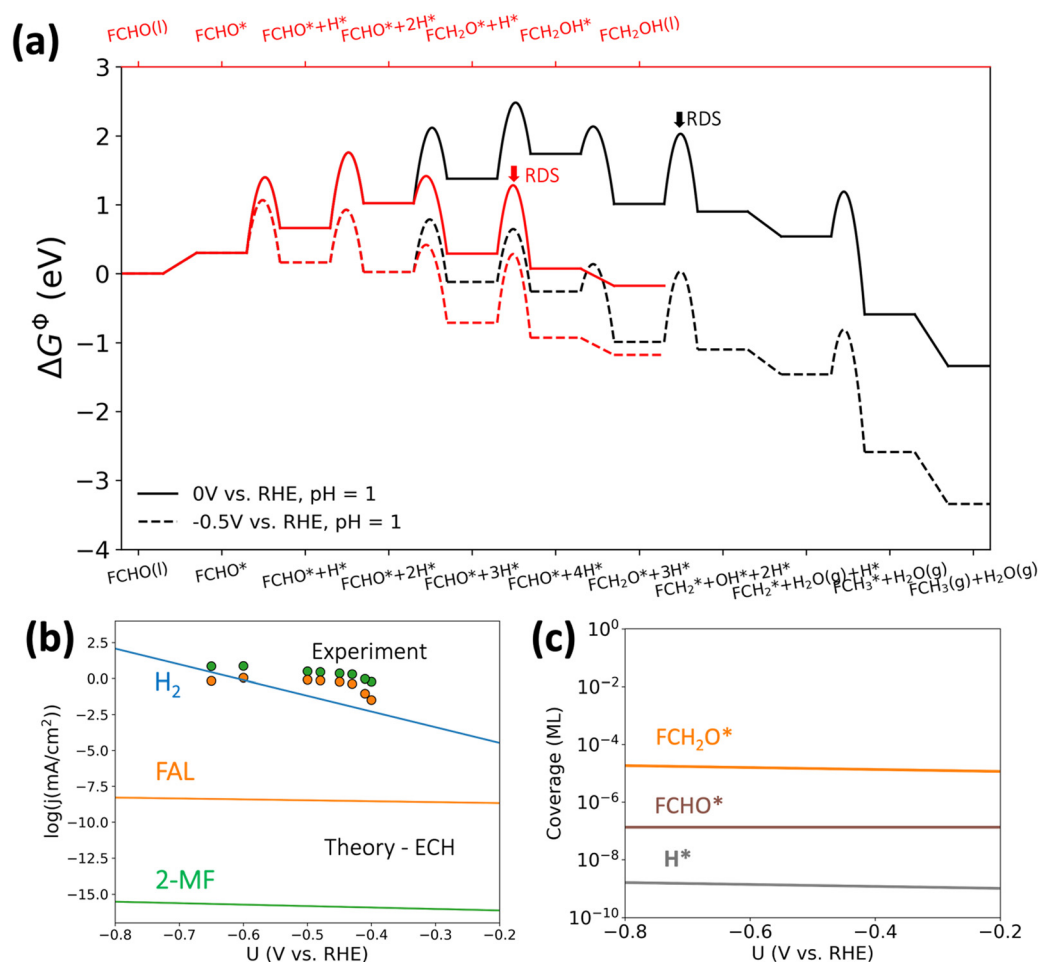 (a)
FCHO(l)
FCHO*
FCHO*+H*
FCHO*+2H*
FCH₂O*+H*
FCH₂OH*
FCH₂OH(l)
3
2
1
0
-1
-2
-3
-4
ΔG^Φ (eV)
RDS
RDS
0V vs. RHE, pH = 1
-0.5V vs. RHE, pH = 1
FCHO(l)
FCHO*
FCHO*+H*
FCHO*+2H*
FCHO*+3H*
FCHO*+4H*
FCH₂O*+3H*
FCH₂*+OH*+2H*
FCH₂*+H₂O(g)+H*
FCH₃*+H₂O(g)
FCH₃(g)+H₂O(g)
(b)
2.5
0.0
-2.5
-5.0
-7.5
-10.0
-12.5
-15.0
log(j(mA/cm²))
Experiment
H₂
FAL
Theory - ECH
2-MF
-0.8
-0.7
-0.6
-0.5
-0.4
-0.3
-0.2
U (V vs. RHE)
(c)
10⁰
10⁻²
10⁻⁴
10⁻⁶
10⁻⁸
10⁻¹⁰
Coverage (ML)
FCH₂O*
FCHO*
H*
-0.8
-0.6
-0.4
-0.2
U (V vs. RHE)